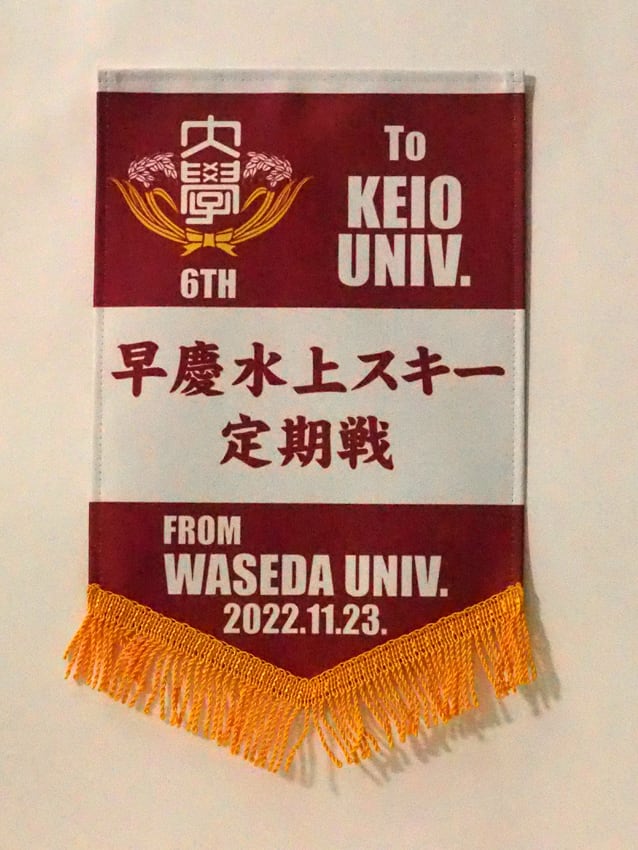 大學
6TH
To
KEIO
UNIV.
早慶水上スキー
定期戦
FROM
WASEDA UNIV.
2022.11.23.